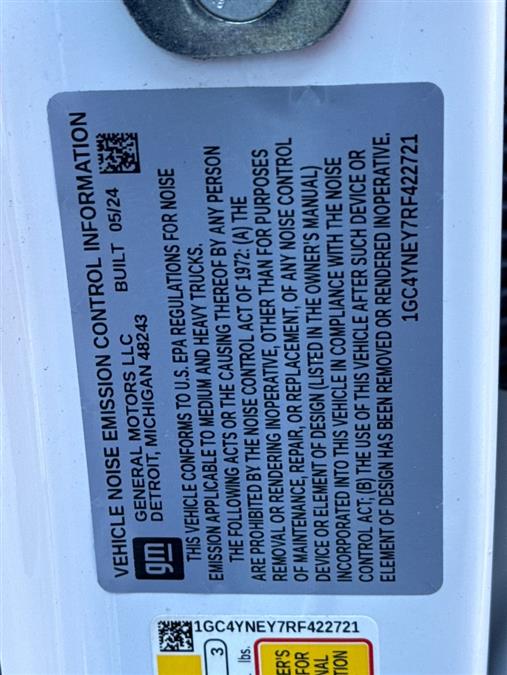 VEHICLE NOISE EMISSION CONTROL INFORMATION
gm
GENERAL MOTORS LLC
DETROIT, MICHIGAN 48243
BUILT 05/24
THIS VEHICLE CONFORMS TO U.S. EPA REGULATIONS FOR NOISE
EMISSION APPLICABLE TO MEDIUM AND HEAVY TRUCKS.
THE FOLLOWING ACTS OR THE CAUSING THEREOF BY ANY PERSON
ARE PROHIBITED BY THE NOISE CONTROL ACT OF 1972: (A) THE
REMOVAL OR RENDERING INOPERATIVE, OTHER THAN FOR PURPOSES
OF MAINTENANCE, REPAIR, OR REPLACEMENT, OF ANY NOISE CONTROL
DEVICE OR ELEMENT OF DESIGN (LISTED IN THE OWNER'S MANUAL)
INCORPORATED INTO THIS VEHICLE IN COMPLIANCE WITH THE NOISE
CONTROL ACT; (B) THE USE OF THIS VEHICLE AFTER SUCH DEVICE OR
ELEMENT OF DESIGN HAS BEEN REMOVED OR RENDERED INOPERATIVE.
1GC4YNEY7RF422721
1GC4YNEY7RF422721
3
lbs.
ER'S
FOR
NAL
TION